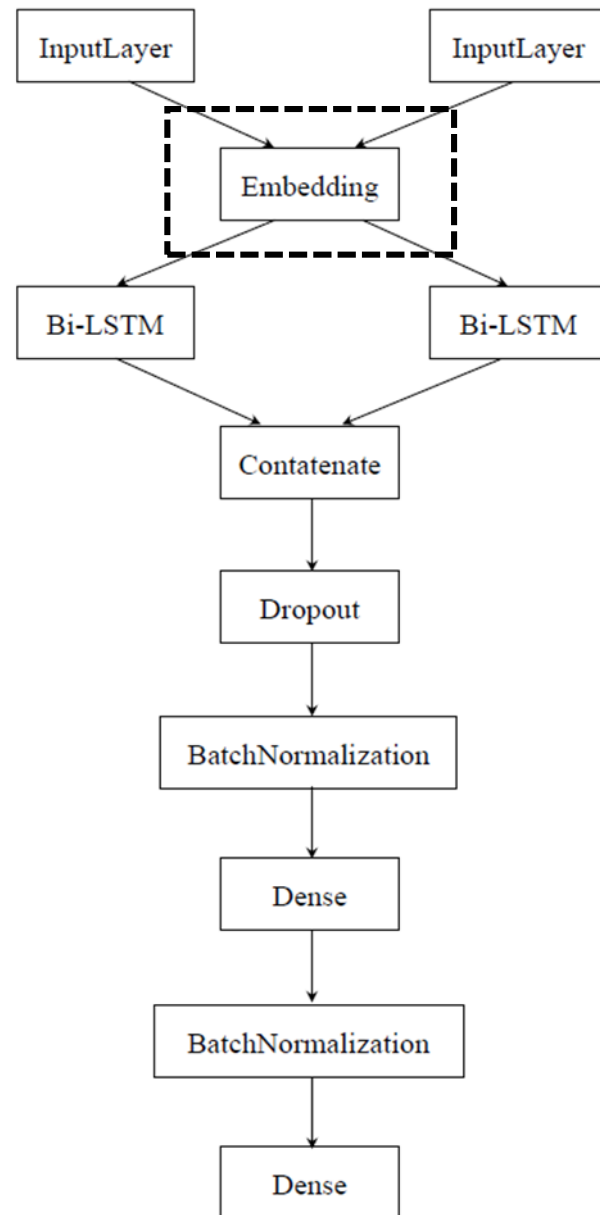 InputLayer
InputLayer
Embedding
Bi-LSTM
Bi-LSTM
Contatenate
Dropout
BatchNormalization
Dense
BatchNormalization
Dense